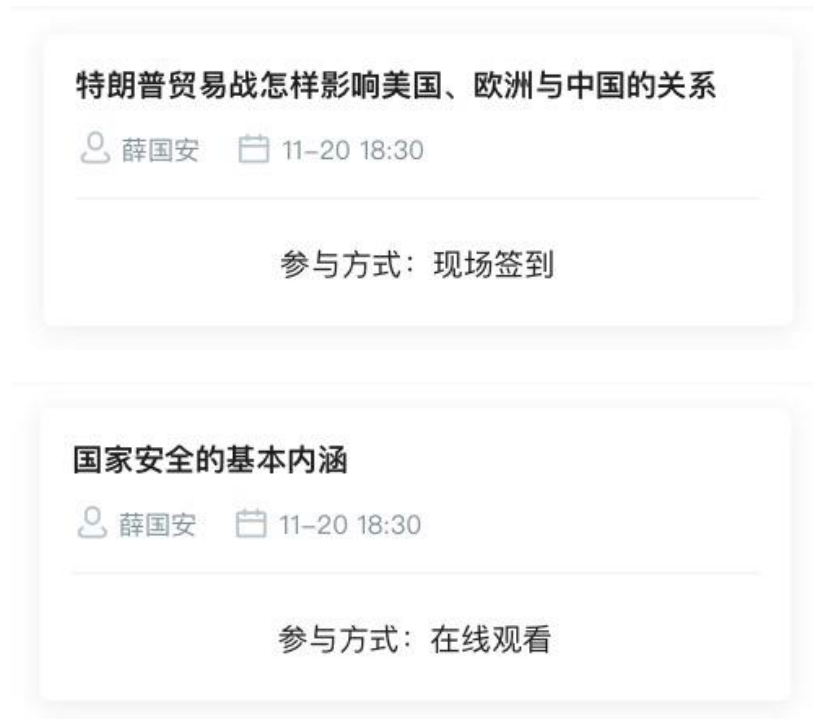 特朗普贸易战怎样影响美国、欧洲与中国的关系
薛国安 11-20 18:30
参与方式：现场签到
国家安全的基本内涵
薛国安 11-20 18:30
参与方式：在线观看